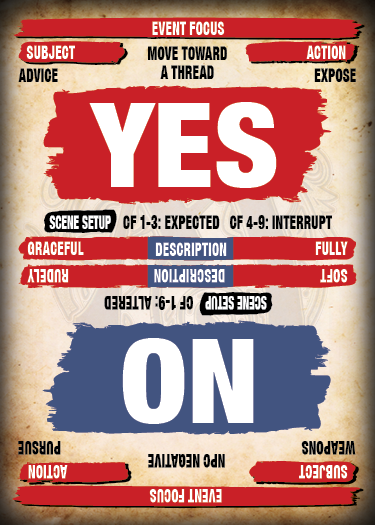 EVENT FOCUS
SUBJECT MOVE TOWARD ACTION
ADVICE A THREAD EXPOSE
YES
SCENE SETUP CF 1-3: EXPECTED CF 4-9: INTERRUPT
GRACEFUL DESCRIPTION FULLY
EVENT FOCUS
SUBJECT NPC NEGATIVE ACTION
WEAPONS PURSUE
NO
SCENE SETUP CF 1-9: ALTERED
SOFT DESCRIPTION RUDELY